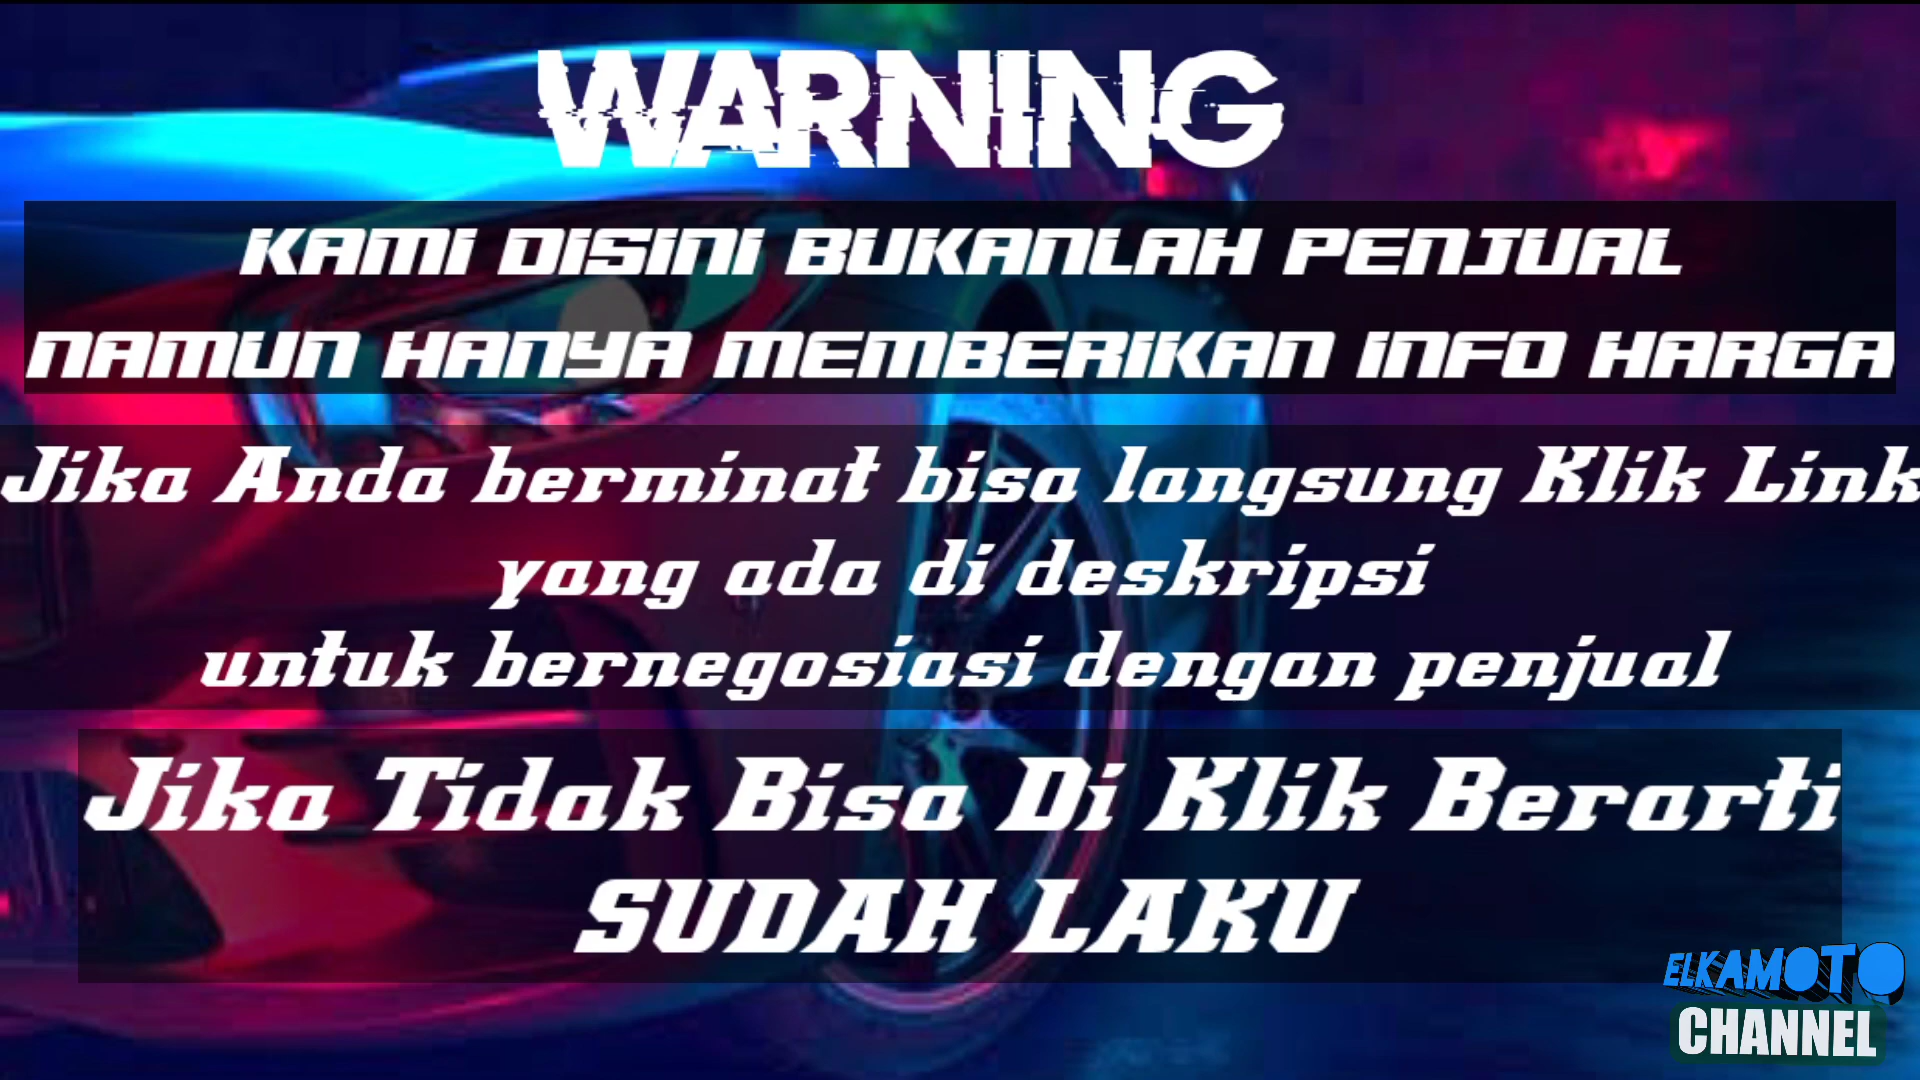 WARNING
KAMI DISINI BUKANLAH PENJUAL
NAMUN HANYA MEMBERIKAN INFO HARGA
Jika Anda berminat bisa langsung Klik Link
yang ada di deskripsi
untuk bernegosiasi dengan penjual
Jika Tidak Bisa Di Klik Berarti
SUDAH LAKU
ELKAMOTO
CHANNEL